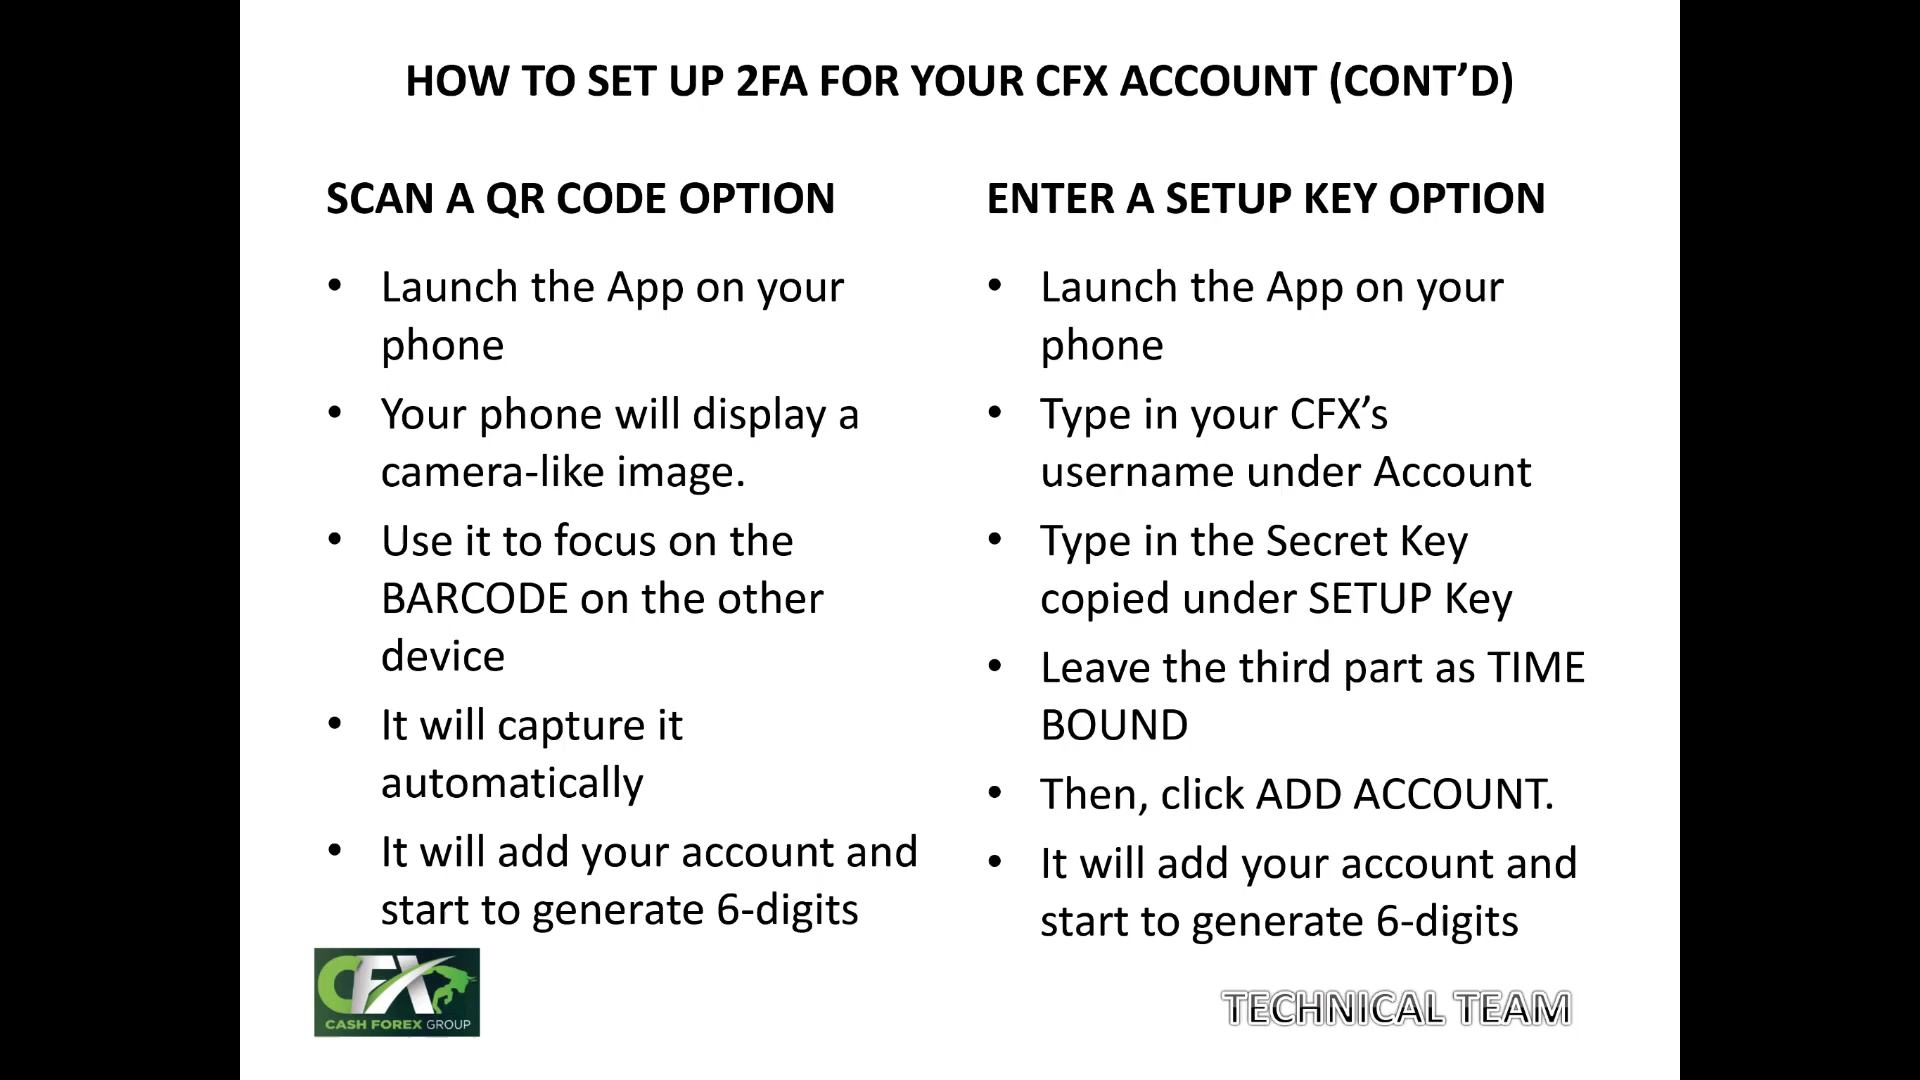 HOW TO SET UP 2FA FOR YOUR CFX ACCOUNT (CONT’D)
SCAN A QR CODE OPTION
• Launch the App on your
phone
• Your phone will display a
camera-like image.
• Use it to focus on the
BARCODE on the other
device
• It will capture it
automatically
• It will add your account and
start to generate 6-digits
ENTER A SETUP KEY OPTION
• Launch the App on your
phone
• Type in your CFX’s
username under Account
• Type in the Secret Key
copied under SETUP Key
• Leave the third part as TIME
BOUND
• Then, click ADD ACCOUNT.
• It will add your account and
start to generate 6-digits
CFX
CASH FOREX GROUP
TECHNICAL TEAM